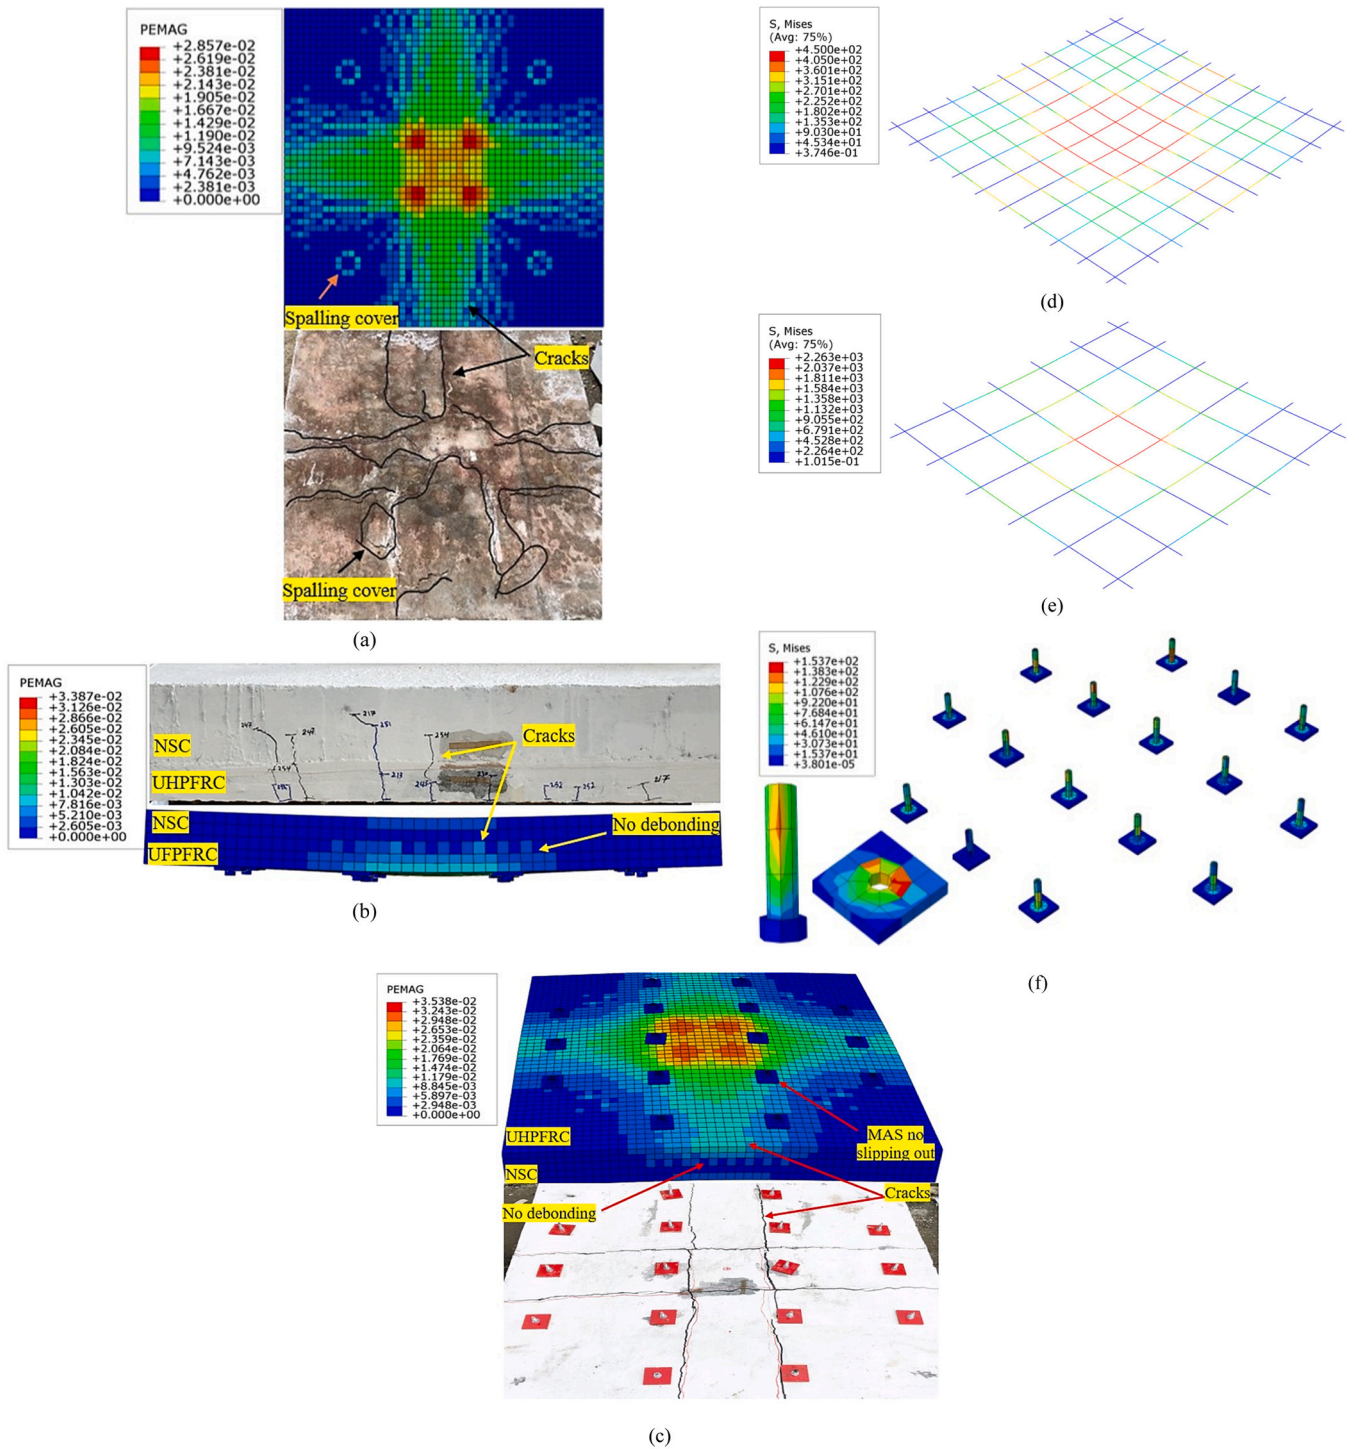 PEMAG
+2.857e-02
+2.619e-02
+2.381e-02
+2.143e-02
+1.905e-02
+1.667e-02
+1.429e-02
+1.190e-02
+9.524e-03
+7.143e-03
+4.762e-03
+2.381e-03
+0.000e+00
Spalling cover
Cracks
Spalling cover
(a)
PEMAG
+3.387e-02
+3.126e-02
+2.866e-02
+2.605e-02
+2.345e-02
+2.084e-02
+1.824e-02
+1.563e-02
+1.303e-02
+1.042e-02
+7.816e-03
+5.210e-03
+2.605e-03
+0.000e+00
NSC
UHPFRC
247
248
217
251
254
254
213
245
252
252
217
Cracks
NSC
UFPFRC
No debonding
(b)
PEMAG
+3.538e-02
+3.243e-02
+2.948e-02
+2.653e-02
+2.359e-02
+2.064e-02
+1.769e-02
+1.474e-02
+1.179e-02
+8.845e-03
+5.897e-03
+2.948e-03
+0.000e+00
UHPFRC
NSC
MAS no
slipping out
Cracks
No debonding
(c)
S, Mises
(Avg: 75%)
+4.500e+02
+4.050e+02
+3.601e+02
+3.151e+02
+2.701e+02
+2.252e+02
+1.802e+02
+1.353e+02
+9.030e+01
+4.534e+01
+3.746e-01
(d)
S, Mises
(Avg: 75%)
+2.263e+03
+2.037e+03
+1.811e+03
+1.584e+03
+1.358e+03
+1.132e+03
+9.055e+02
+6.791e+02
+4.528e+02
+2.264e+02
+1.015e-01
(e)
S, Mises
+1.537e+02
+1.383e+02
+1.229e+02
+1.076e+02
+9.220e+01
+7.684e+01
+6.147e+01
+4.610e+01
+3.073e+01
+1.537e+01
+3.801e-05
(f)